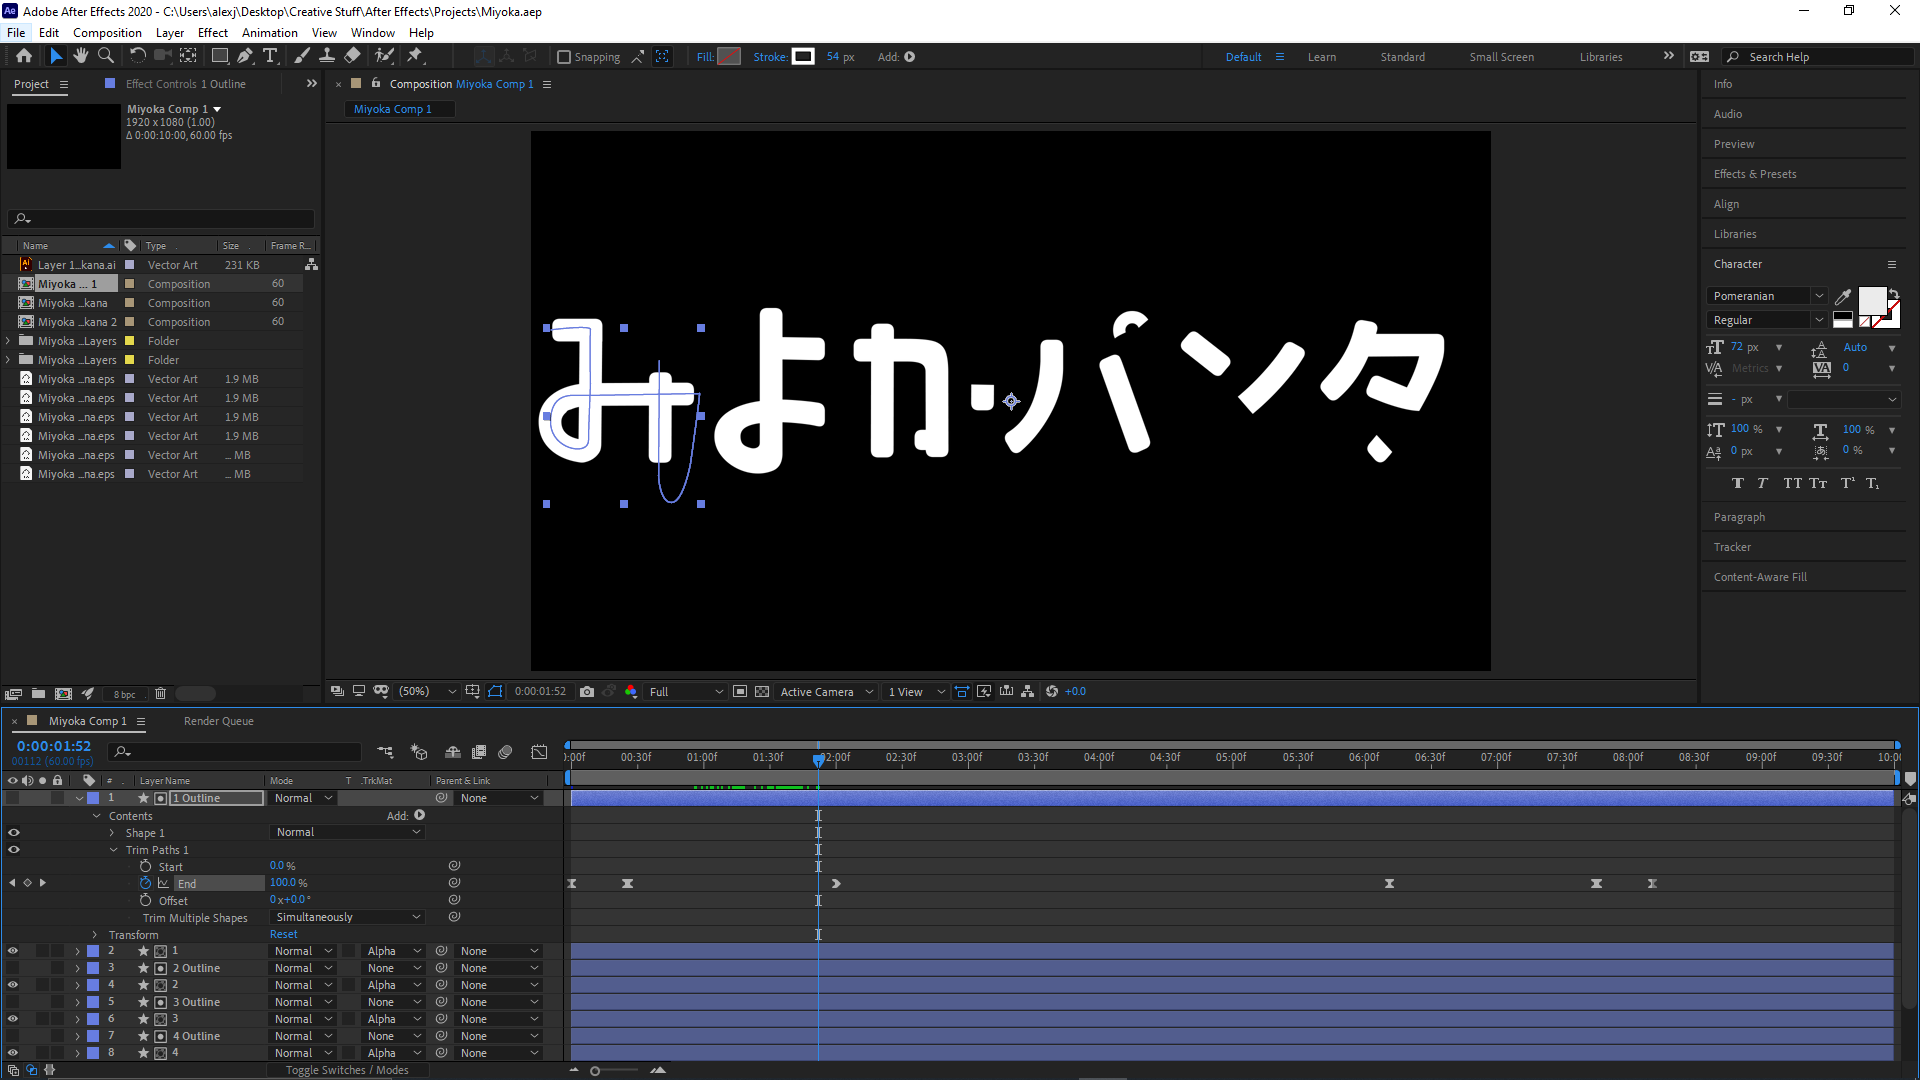 Adobe After Effects 2020 - C:\Users\alexj\Desktop\Creative Stuff\After Effects\Projects\Miyoka.aep
File Edit Composition Layer Effect Animation View Window Help
Snapping Fill: Stroke: 54 px Add: Default Learn Standard Small Screen Libraries Search Help
Project Effect Controls 1 Outline
Miyoka Comp 1
1920 x 1080 (1.00)
Δ 0:00:10:00, 60.00 fps
Name Type Size Frame R...
Layer 1...kana.ai Vector Art 231 KB
Miyoka ... 1 Composition 60
Miyoka ...kana Composition 60
Miyoka ...kana 2 Composition 60
Miyoka ...Layers Folder
Miyoka ...Layers Folder
Miyoka ...na.eps Vector Art 1.9 MB
Miyoka ...na.eps Vector Art 1.9 MB
Miyoka ...na.eps Vector Art 1.9 MB
Miyoka ...na.eps Vector Art 1.9 MB
Miyoka ...na.eps Vector Art ... MB
Miyoka ...na.eps Vector Art ... MB
8 bpc
Composition Miyoka Comp 1
Miyoka Comp 1
みよカパンダ
(50%) 0:00:01:52 Full Active Camera 1 View +0.0
Info
Audio
Preview
Effects & Presets
Align
Libraries
Character
Pomeranian
Regular
72 px Auto
Metrics 0
- px
100 % 100 %
0 px 0 %
T T TT Tт T¹ T₁
Paragraph
Tracker
Content-Aware Fill
Miyoka Comp 1 Render Queue
0:00:01:52
00112 (60.00 fps)
:00f 00:30f 01:00f 01:30f 02:00f 02:30f 03:00f 03:30f 04:00f 04:30f 05:00f 05:30f 06:00f 06:30f 07:00f 07:30f 08:00f 08:30f 09:00f 09:30f 10:00
# Layer Name Mode T .TrkMat Parent & Link
1 1 Outline Normal None
Contents Add:
Shape 1 Normal
Trim Paths 1
Start 0.0 %
End 100.0 %
Offset 0 x+0.0 °
Trim Multiple Shapes Simultaneously
Transform Reset
2 1 Normal Alpha None
3 2 Outline Normal None None
4 2 Normal Alpha None
5 3 Outline Normal None None
6 3 Normal Alpha None
7 4 Outline Normal None None
8 4 Normal Alpha None
Toggle Switches / Modes